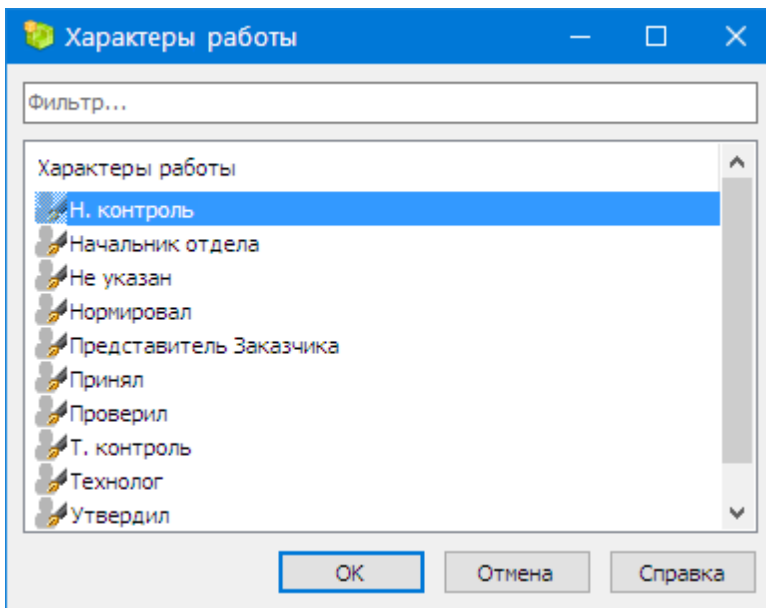 Характеры работы
Фильтр...
Характеры работы
Н. контроль
Начальник отдела
Не указан
Нормировал
Представитель Заказчика
Принял
Проверил
Т. контроль
Технолог
Утвердил
ОК Отмена Справка